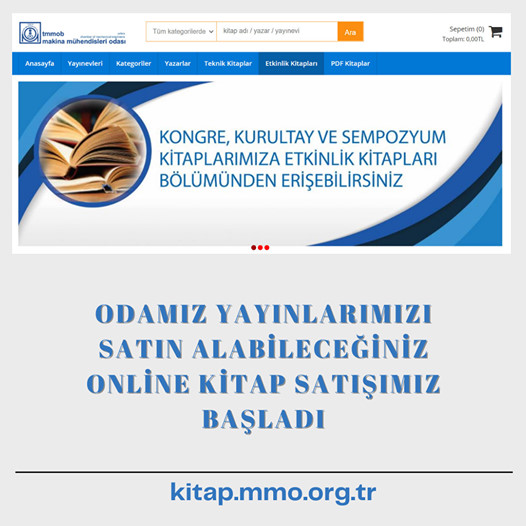 tmmob
makina mühendisleri odası
Tüm kategorilerde
kitap adı / yazar / yayınevi
Ara
Sepetim (0)
Toplam: 0,00TL
Anasayfa Yayınevleri Kategoriler Yazarlar Teknik Kitaplar Etkinlik Kitapları PDF Kitaplar
KONGRE, KURULTAY VE SEMPOZYUM
KİTAPLARIMIZA ETKİNLİK KİTAPLARI
BÖLÜMÜNDEN ERİŞEBİLİRSİNİZ
ODAMIZ YAYINLARIMIZI
SATIN ALABİLECEĞİNİZ
ONLİNE KİTAP SATIŞIMIZ
BAŞLADI
kitap.mmo.org.tr